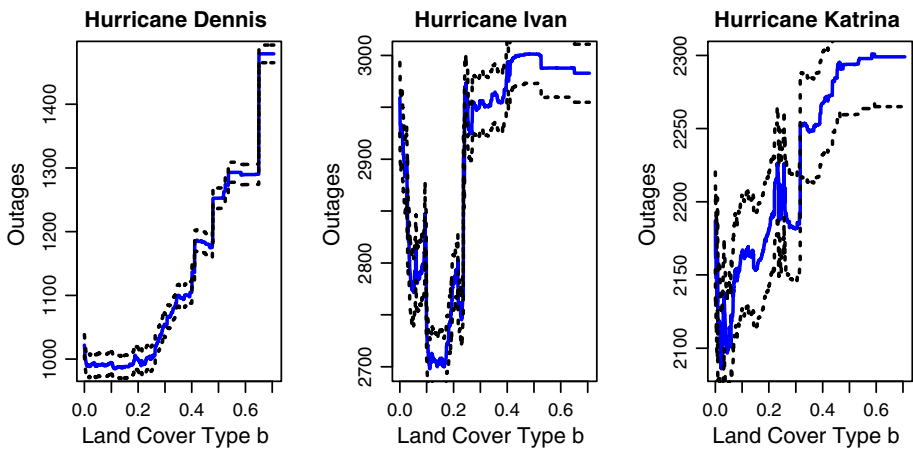 Hurricane Dennis
Outages
1000
1100
1200
1300
1400
0.0 0.2 0.4 0.6
Land Cover Type b
Hurricane Ivan
Outages
2700
2800
2900
3000
0.0 0.2 0.4 0.6
Land Cover Type b
Hurricane Katrina
Outages
2100
2150
2200
2250
2300
0.0 0.2 0.4 0.6
Land Cover Type b